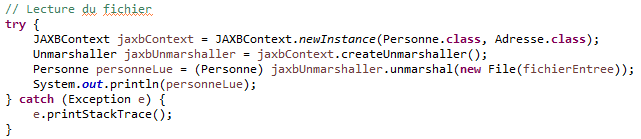 // Lecture du fichier
try {
    JAXBContext jaxbContext = JAXBContext.newInstance(Personne.class, Adresse.class);
    Unmarshaller jaxbUnmarshaller = jaxbContext.createUnmarshaller();
    Personne personneLue = (Personne) jaxbUnmarshaller.unmarshal(new File(fichierEntree));
    System.out.println(personneLue);
} catch (Exception e) {
    e.printStackTrace();
}